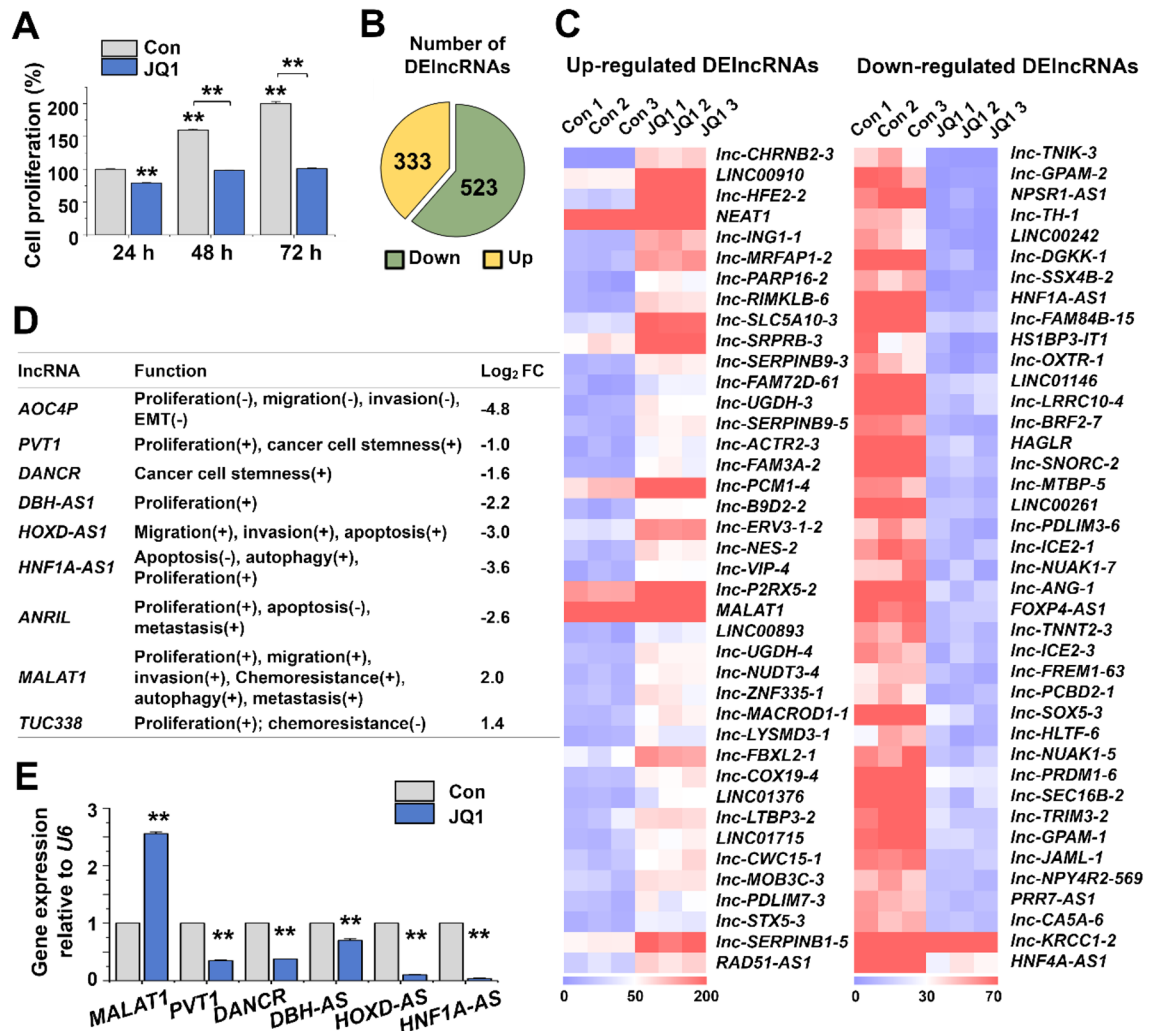 A
Con
JQ1
Cell proliferation (%)
200
150
100
50
0
**
**
**
**
**
24 h
48 h
72 h
B
Number of
DElncRNAs
333
523
Down
Up
C
Up-regulated DElncRNAs
Con 1
Con 2
Con 3
JQ1 1
JQ1 2
JQ1 3
lnc-CHRNB2-3
LINC00910
lnc-HFE2-2
NEAT1
lnc-ING1-1
lnc-MRFAP1-2
lnc-PARP16-2
lnc-RIMKLB-6
lnc-SLC5A10-3
lnc-SRPRB-3
lnc-SERPINB9-3
lnc-FAM72D-61
lnc-UGDH-3
lnc-SERPINB9-5
lnc-ACTR2-3
lnc-FAM3A-2
lnc-PCM1-4
lnc-B9D2-2
lnc-ERV3-1-2
lnc-NES-2
lnc-VIP-4
lnc-P2RX5-2
MALAT1
LINC00893
lnc-UGDH-4
lnc-NUDT3-4
lnc-ZNF335-1
lnc-MACROD1-1
lnc-LYSMD3-1
lnc-FBXL2-1
lnc-COX19-4
LINC01376
lnc-LTBP3-2
LINC01715
lnc-CWC15-1
lnc-MOB3C-3
lnc-PDLIM7-3
lnc-STX5-3
lnc-SERPINB1-5
RAD51-AS1
0 50 200
Down-regulated DElncRNAs
Con 1
Con 2
Con 3
JQ1 1
JQ1 2
JQ1 3
lnc-TNIK-3
lnc-GPAM-2
NPSR1-AS1
lnc-TH-1
LINC00242
lnc-DGKK-1
lnc-SSX4B-2
HNF1A-AS1
lnc-FAM84B-15
HS1BP3-IT1
lnc-OXTR-1
LINC01146
lnc-LRRC10-4
lnc-BRF2-7
HAGLR
lnc-SNORC-2
lnc-MTBP-5
LINC00261
lnc-PDLIM3-6
lnc-ICE2-1
lnc-NUAK1-7
lnc-ANG-1
FOXP4-AS1
lnc-TNNT2-3
lnc-ICE2-3
lnc-FREM1-63
lnc-PCBD2-1
lnc-SOX5-3
lnc-HLTF-6
lnc-NUAK1-5
lnc-PRDM1-6
lnc-SEC16B-2
lnc-TRIM3-2
lnc-GPAM-1
lnc-JAML-1
lnc-NPY4R2-569
PRR7-AS1
lnc-CA5A-6
lnc-KRCC1-2
HNF4A-AS1
0 30 70
D
lncRNA Function Log2 FC
AOC4P Proliferation(-), migration(-), invasion(-), -4.8
EMT(-)
PVT1 Proliferation(+), cancer cell stemness(+) -1.0
DANCR Cancer cell stemness(+) -1.6
DBH-AS1 Proliferation(+) -2.2
HOXD-AS1 Migration(+), invasion(+), apoptosis(+) -3.0
HNF1A-AS1 Apoptosis(-), autophagy(+), -3.6
Proliferation(+)
ANRIL Proliferation(+), apoptosis(-), -2.6
metastasis(+)
Proliferation(+), migration(+),
MALAT1 invasion(+), Chemoresistance(+), 2.0
autophagy(+), metastasis(+)
TUC338 Proliferation(+); chemoresistance(-) 1.4
E
Con
JQ1
Gene expression
relative to U6
3
2
1
0
**
**
**
**
**
**
MALAT1
PVT1
DANCR
DBH-AS
HOXD-AS
HNF1A-AS